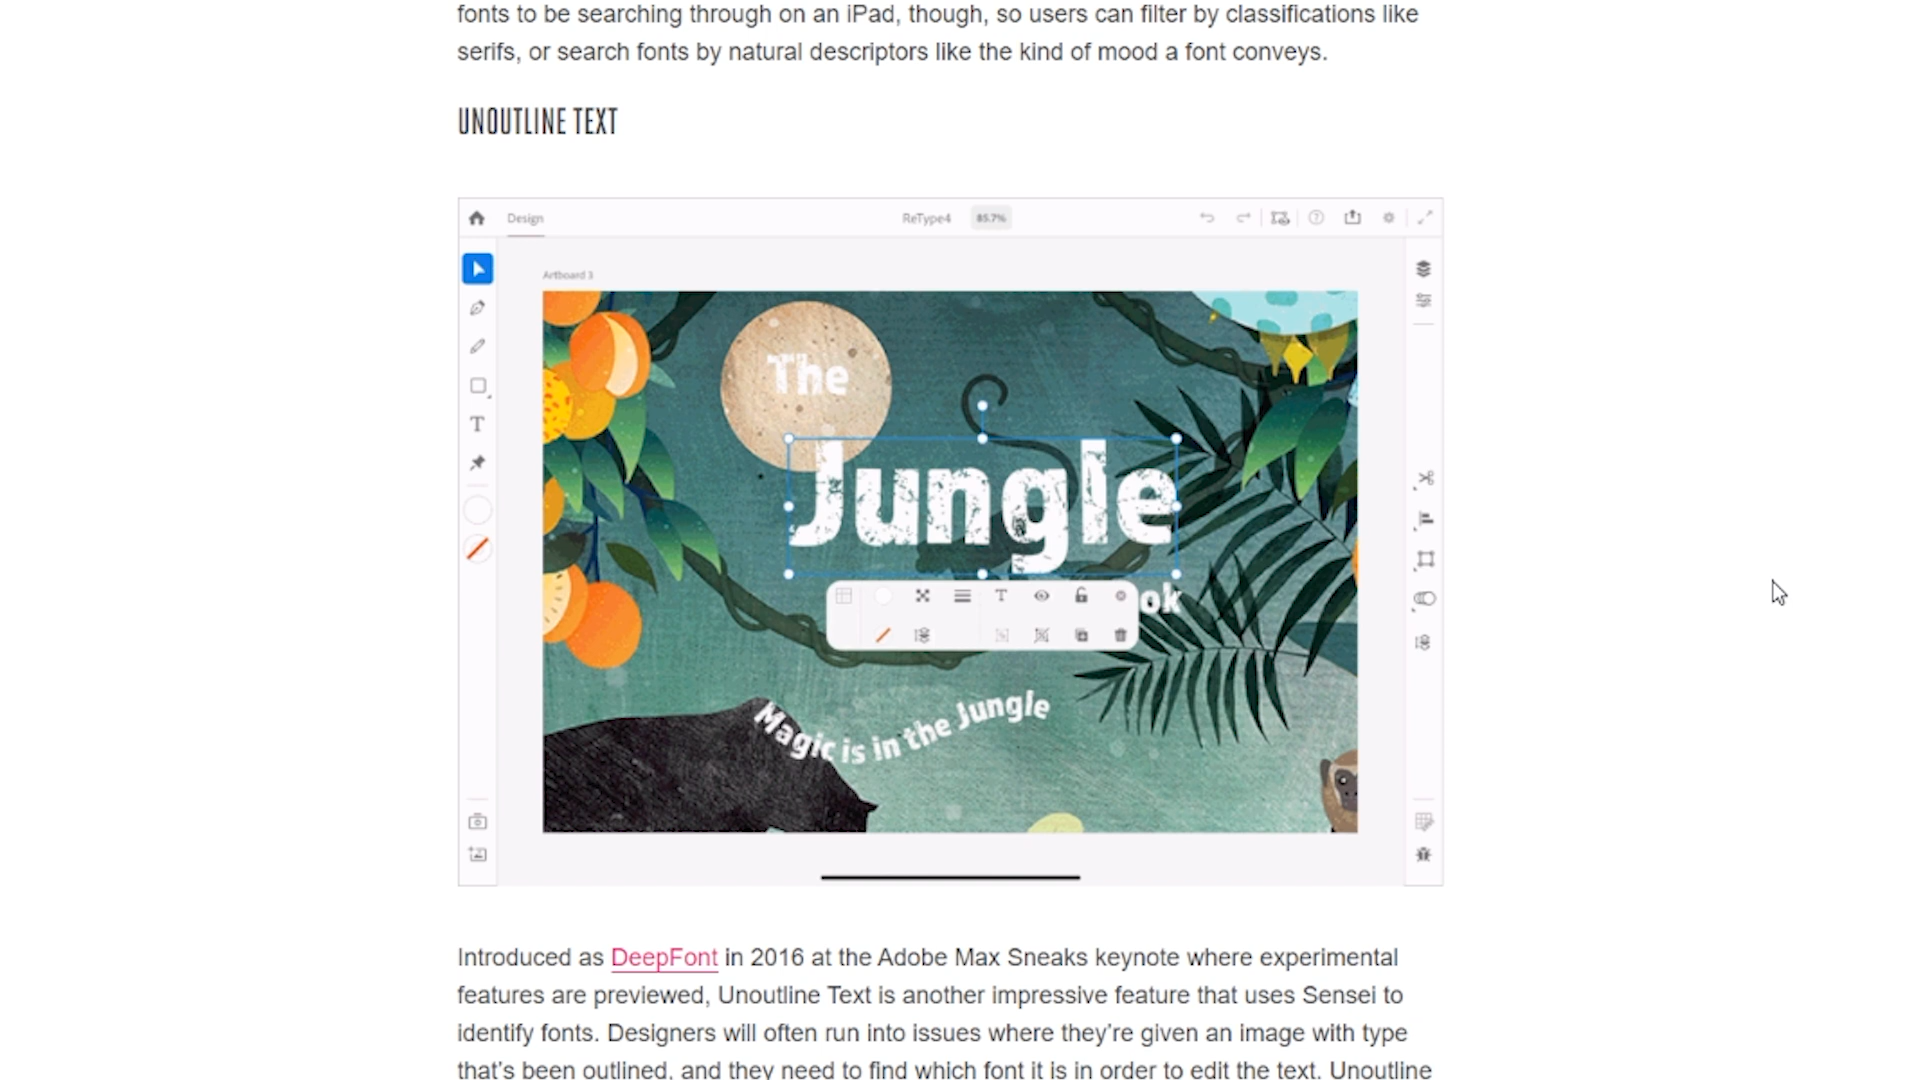 fonts to be searching through on an iPad, though, so users can filter by classifications like
serifs, or search fonts by natural descriptors like the kind of mood a font conveys.
UNOUTLINE TEXT
Design
ReType4
85.7%
Artboard 3
The
Jungle
ok
Magic is in the Jungle
Introduced as DeepFont in 2016 at the Adobe Max Sneaks keynote where experimental
features are previewed, Unoutline Text is another impressive feature that uses Sensei to
identify fonts. Designers will often run into issues where they’re given an image with type
that’s been outlined, and they need to find which font it is in order to edit the text. Unoutline